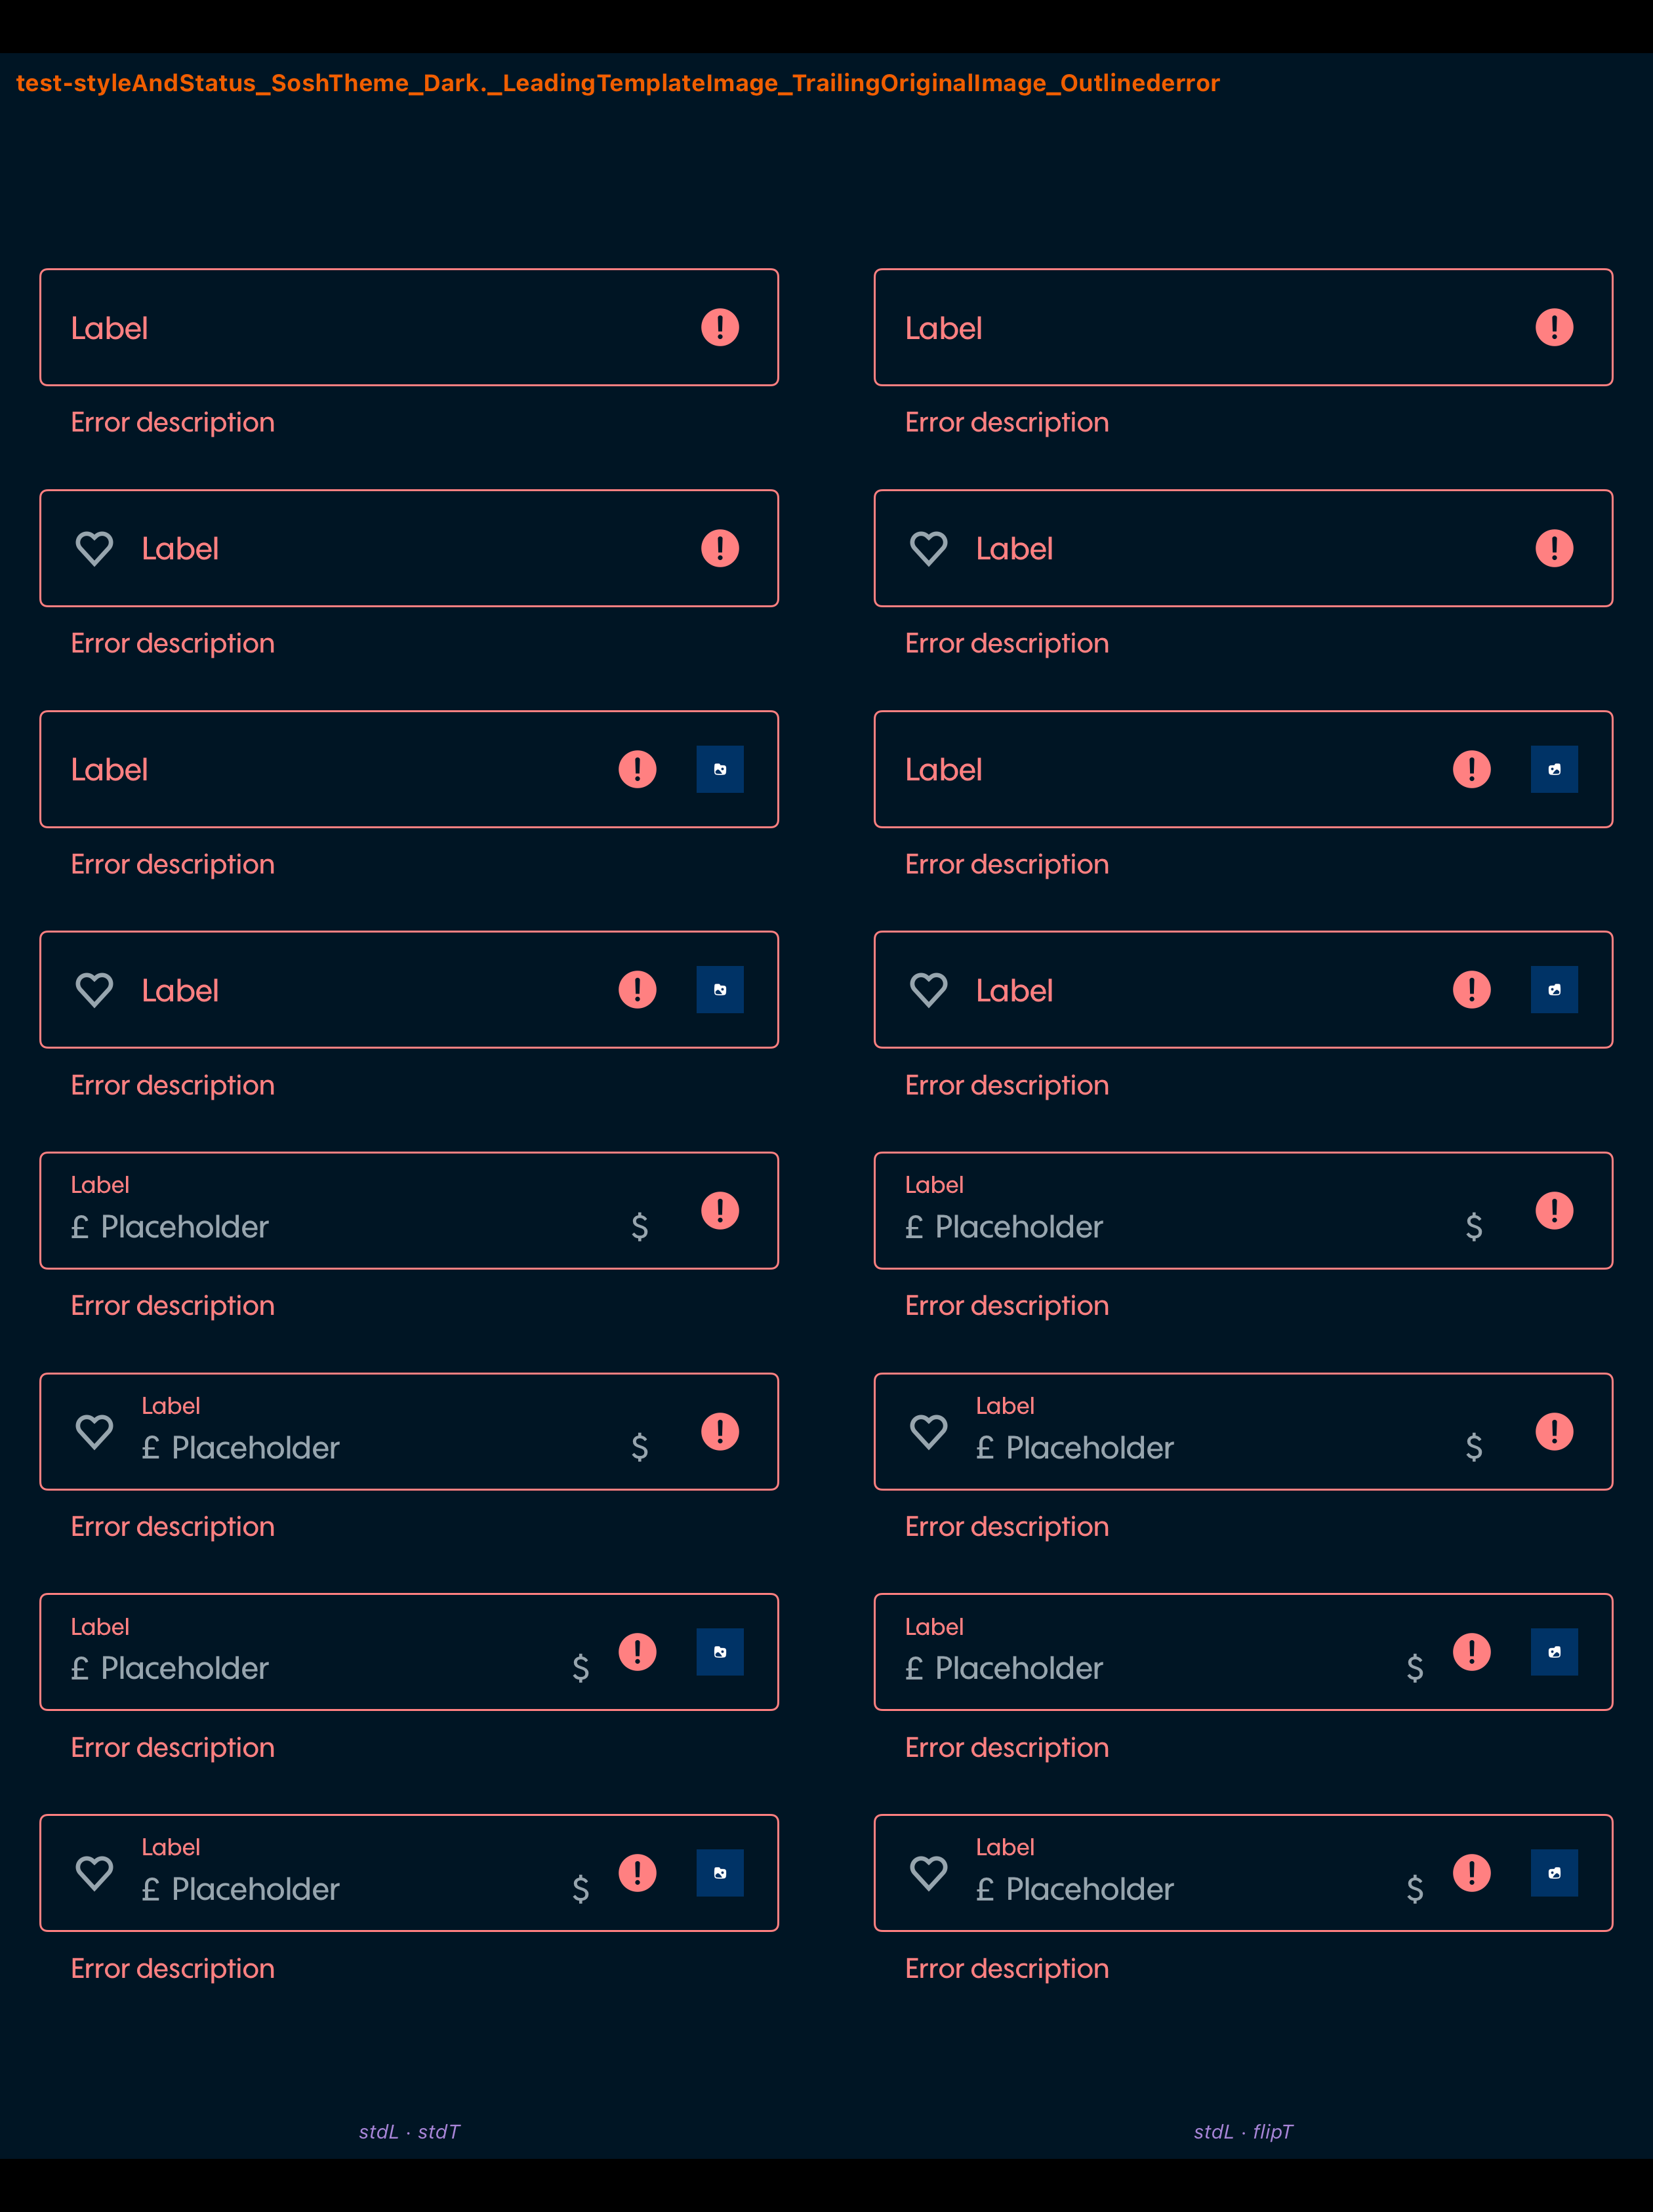 test-styleAndStatus_SoshTheme_Dark._LeadingTemplateImage_TrailingOriginalImage_Outlinederror
Label
Label
Error description
Error description
Label
Label
Error description
Error description
Label
Label
Error description
Error description
Label
Label
Error description
Error description
Label
£ Placeholder $
Label
£ Placeholder $
Error description
Error description
Label
£ Placeholder $
Label
£ Placeholder $
Error description
Error description
Label
£ Placeholder $
Label
£ Placeholder $
Error description
Error description
Label
£ Placeholder $
Label
£ Placeholder $
Error description
Error description
stdL · stdT
stdL · flipT